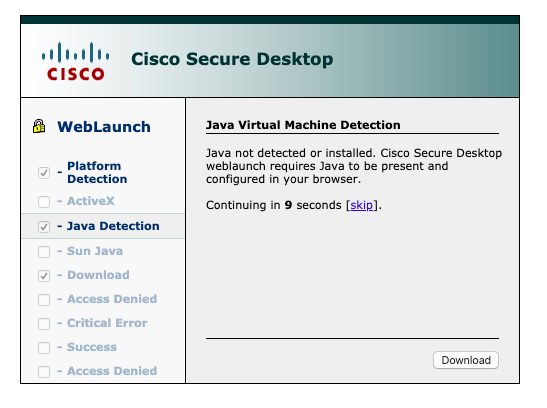 CISCO
Cisco Secure Desktop
WebLaunch
- Platform
Detection
- ActiveX
- Java Detection
- Sun Java
- Download
- Access Denied
- Critical Error
- Success
- Access Denied
Java Virtual Machine Detection
Java not detected or installed. Cisco Secure Desktop
weblaunch requires Java to be present and
configured in your browser.
Continuing in 9 seconds [skip].
Download